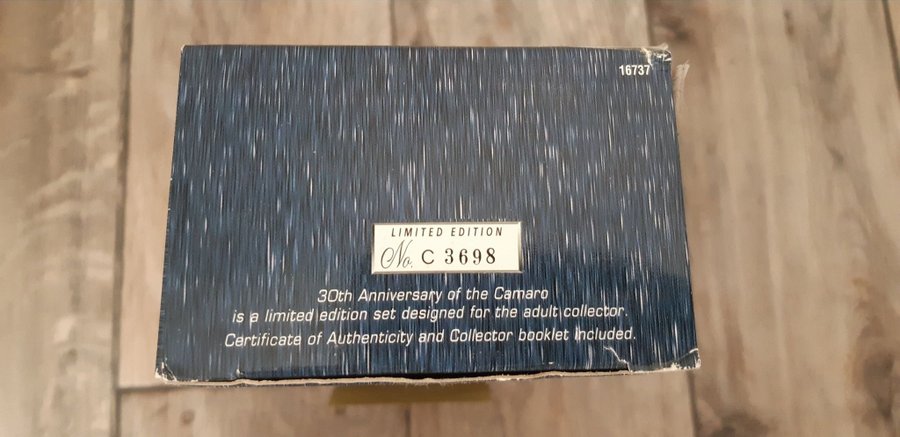 16737
LIMITED EDITION
No. C 3698
30th Anniversary of the Camaro
is a limited edition set designed for the adult collector.
Certificate of Authenticity and Collector booklet included.